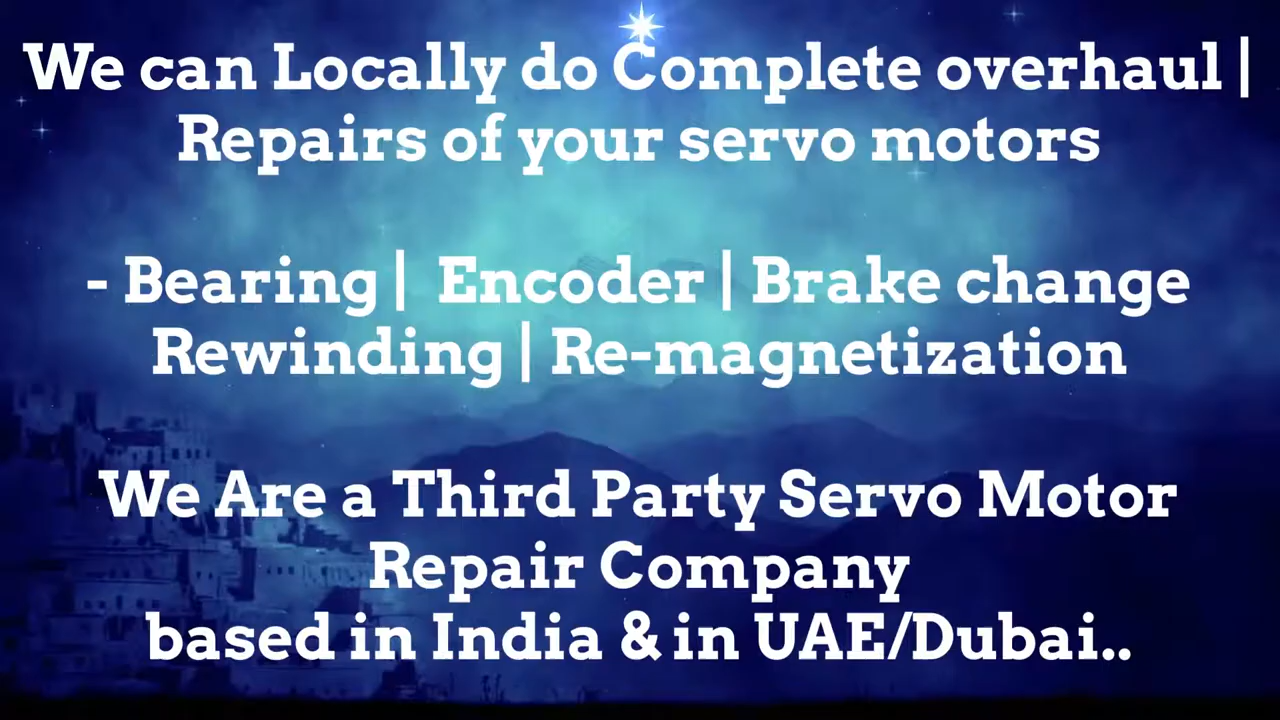 We can Locally do Complete overhaul |
Repairs of your servo motors
- Bearing | Encoder | Brake change
Rewinding | Re-magnetization
We Are a Third Party Servo Motor
Repair Company
based in India & in UAE/Dubai..